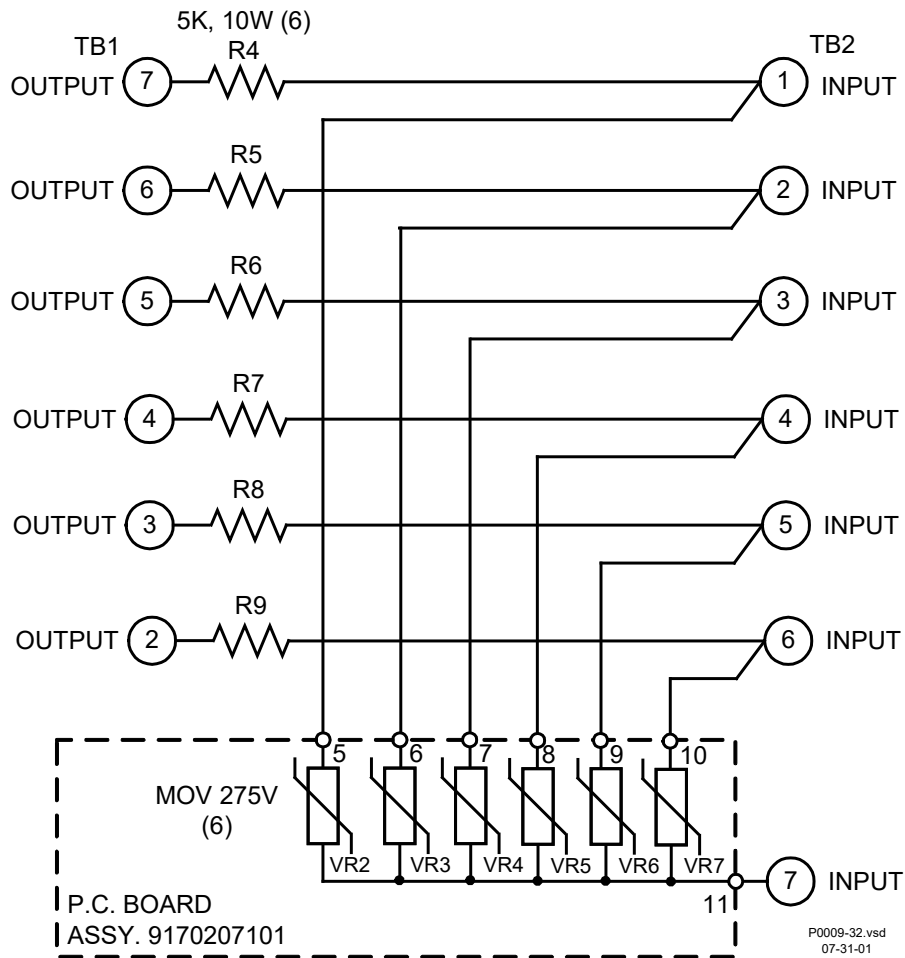 5K, 10W (6)
TB1
R4
TB2
OUTPUT 7
1 INPUT
R5
OUTPUT 6
2 INPUT
R6
OUTPUT 5
3 INPUT
R7
OUTPUT 4
4 INPUT
R8
OUTPUT 3
5 INPUT
R9
OUTPUT 2
6 INPUT
5 6 7 8 9 10
MOV 275V
(6)
VR2 VR3 VR4 VR5 VR6 VR7
7 INPUT
11
P.C. BOARD
ASSY. 9170207101
P0009-32.vsd
07-31-01